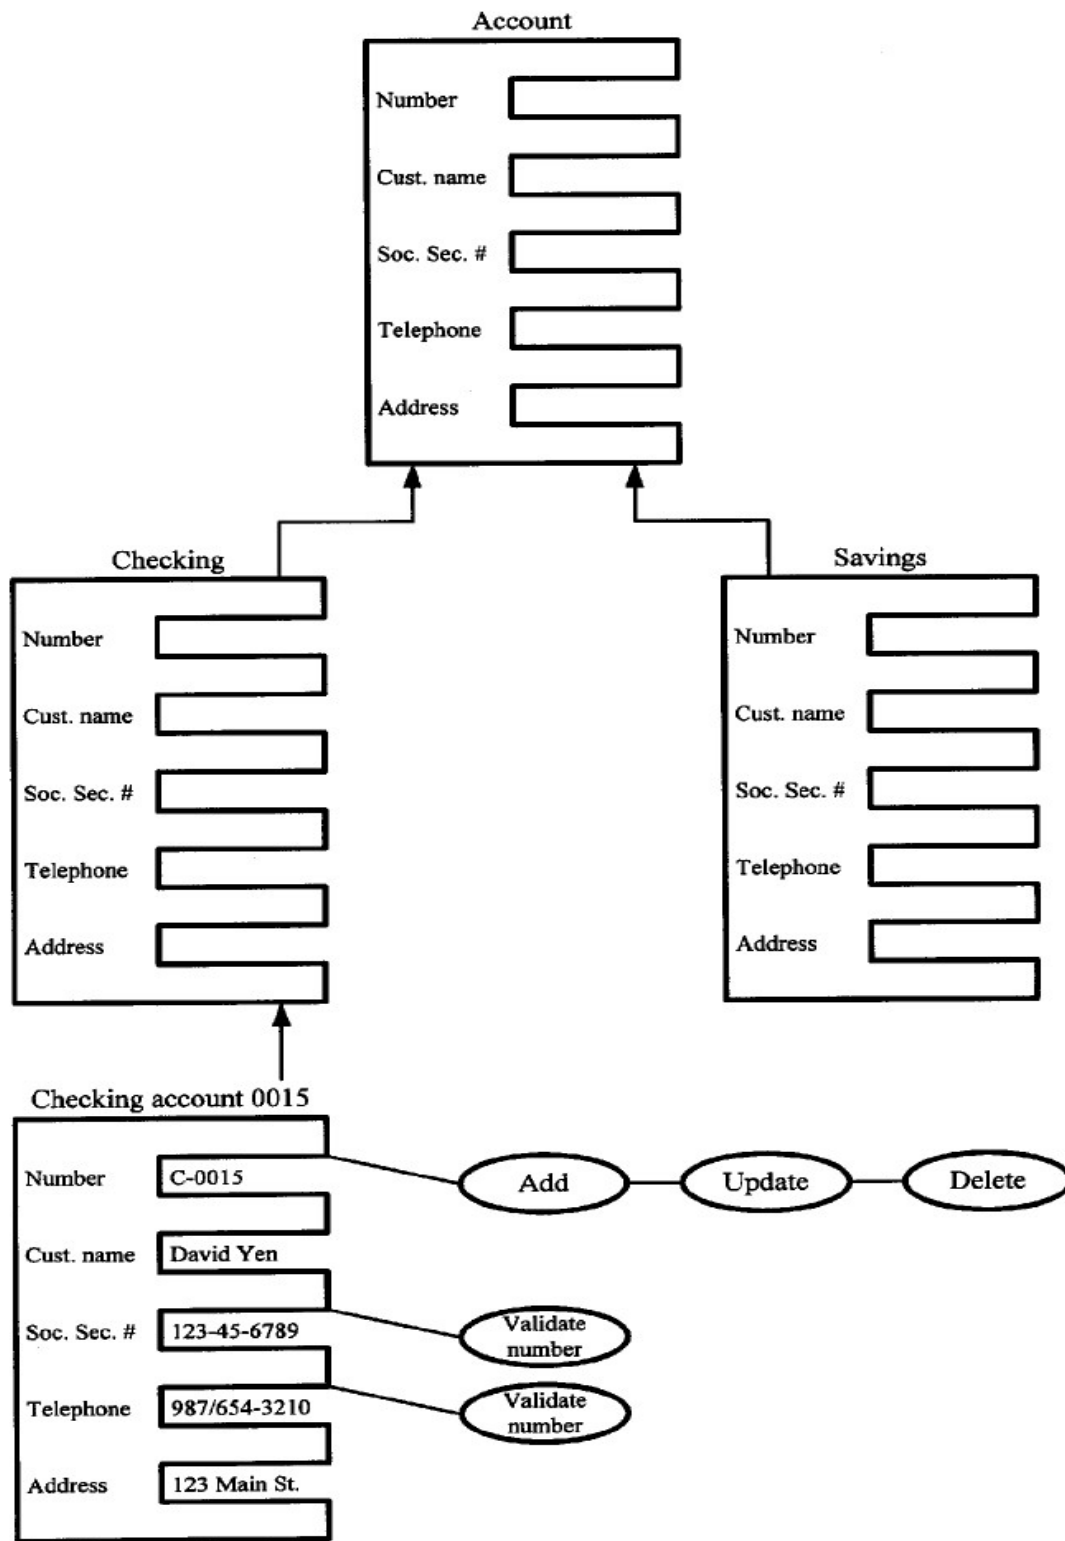 Account
Number
Cust. name
Soc. Sec. #
Telephone
Address
Checking
Number
Cust. name
Soc. Sec. #
Telephone
Address
Savings
Number
Cust. name
Soc. Sec. #
Telephone
Address
Checking account 0015
Number C-0015
Add Update Delete
Cust. name David Yen
Soc. Sec. # 123-45-6789
Validate
number
Telephone 987/654-3210
Validate
number
Address 123 Main St.